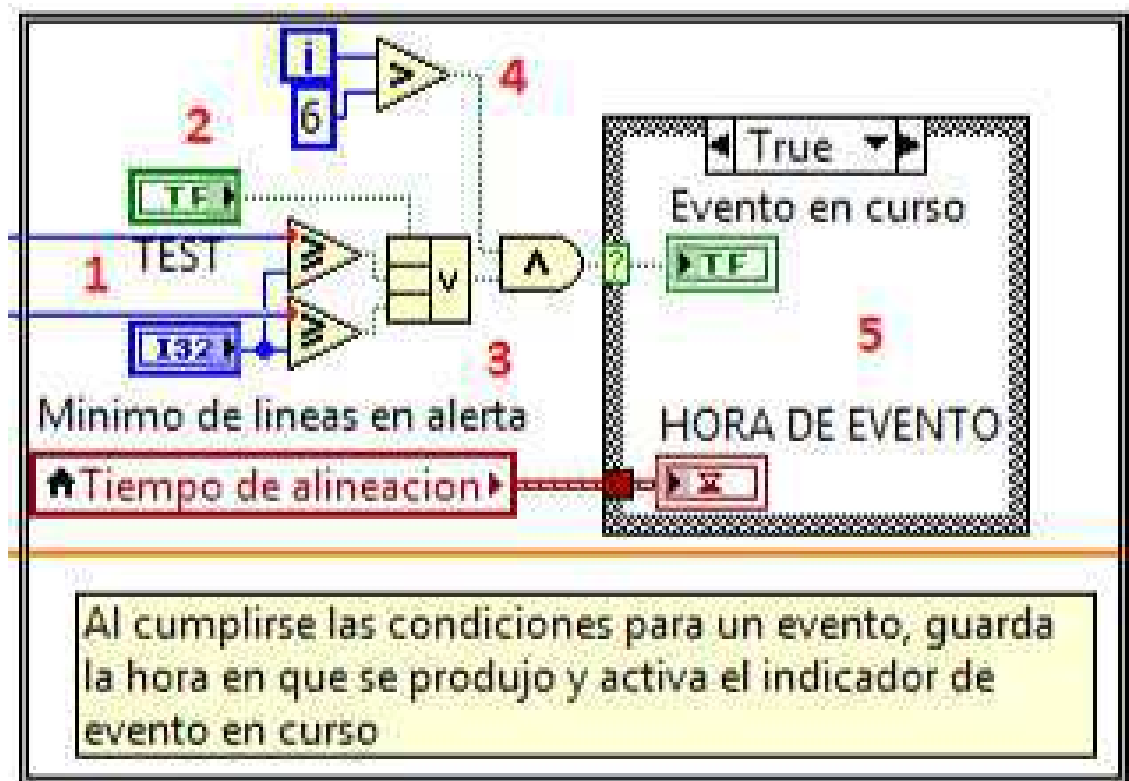 i
>
4
6
2
True
TF
Evento en curso
TEST
≥
1
v
∧
?
TF
≥
5
I32
3
Minimo de lineas en alerta
HORA DE EVENTO
Tiempo de alineacion
Al cumplirse las condiciones para un evento, guarda
la hora en que se produjo y activa el indicador de
evento en curso